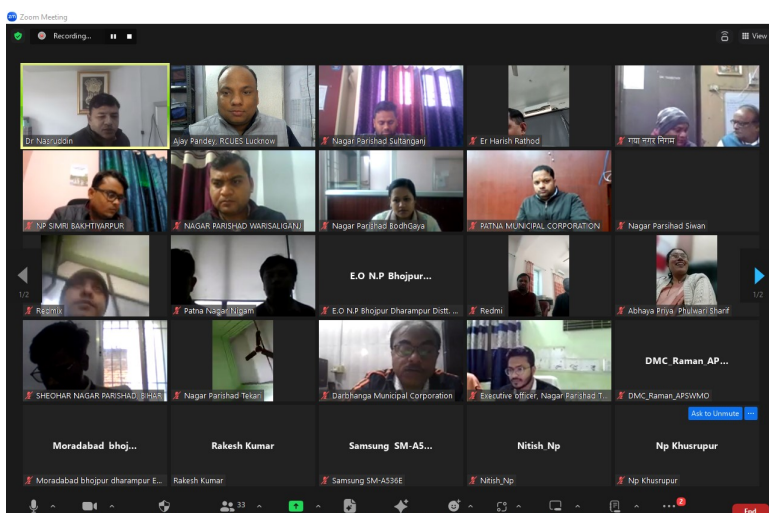 Zoom Meeting
Recording...
View
Dr Nasruddin
Ajay Pandey, RCUES Lucknow
Nagar Parishad Sultanganj
Er Harish Rathod
गया नगर निगम
NP SIMRI BAKHTIYARPUR
NAGAR PARISHAD WARISALIGANJ
Nagar Parishad BodhGaya
PATNA MUNICIPAL CORPORATION
Nagar Parsihad Siwan
1/2
1/2
Redmix
Patna Nagar Nigam
E.O N.P Bhojpur...
E.O N.P Bhojpur Dharampur Distt. ...
Redmi
Abhaya Priya, Phulwari Sharif
SHEOHAR NAGAR PARISHAD, BIHAR
Nagar Parishad Tekari
Darbhanga Municipal Corporation
Executive officer, Nagar Parishad T...
DMC_Raman_AP...
DMC_Raman_APSWMO
Ask to Unmute
Moradabad bhoj...
Moradabad bhojpur dharampur E...
Rakesh Kumar
Rakesh Kumar
Samsung SM-A5...
Samsung SM-A536E
Nitish_Np
Nitish_Np
Np Khusrupur
Np Khusrupur
33
2
End